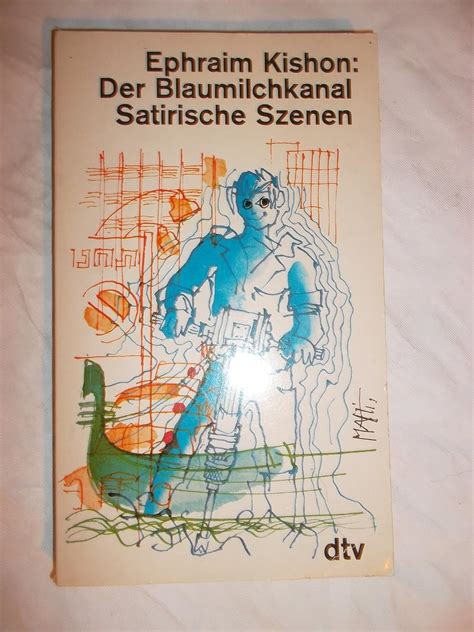 Ephraim Kishon:
Der Blaumilchkanal
Satirische Szenen
dtv